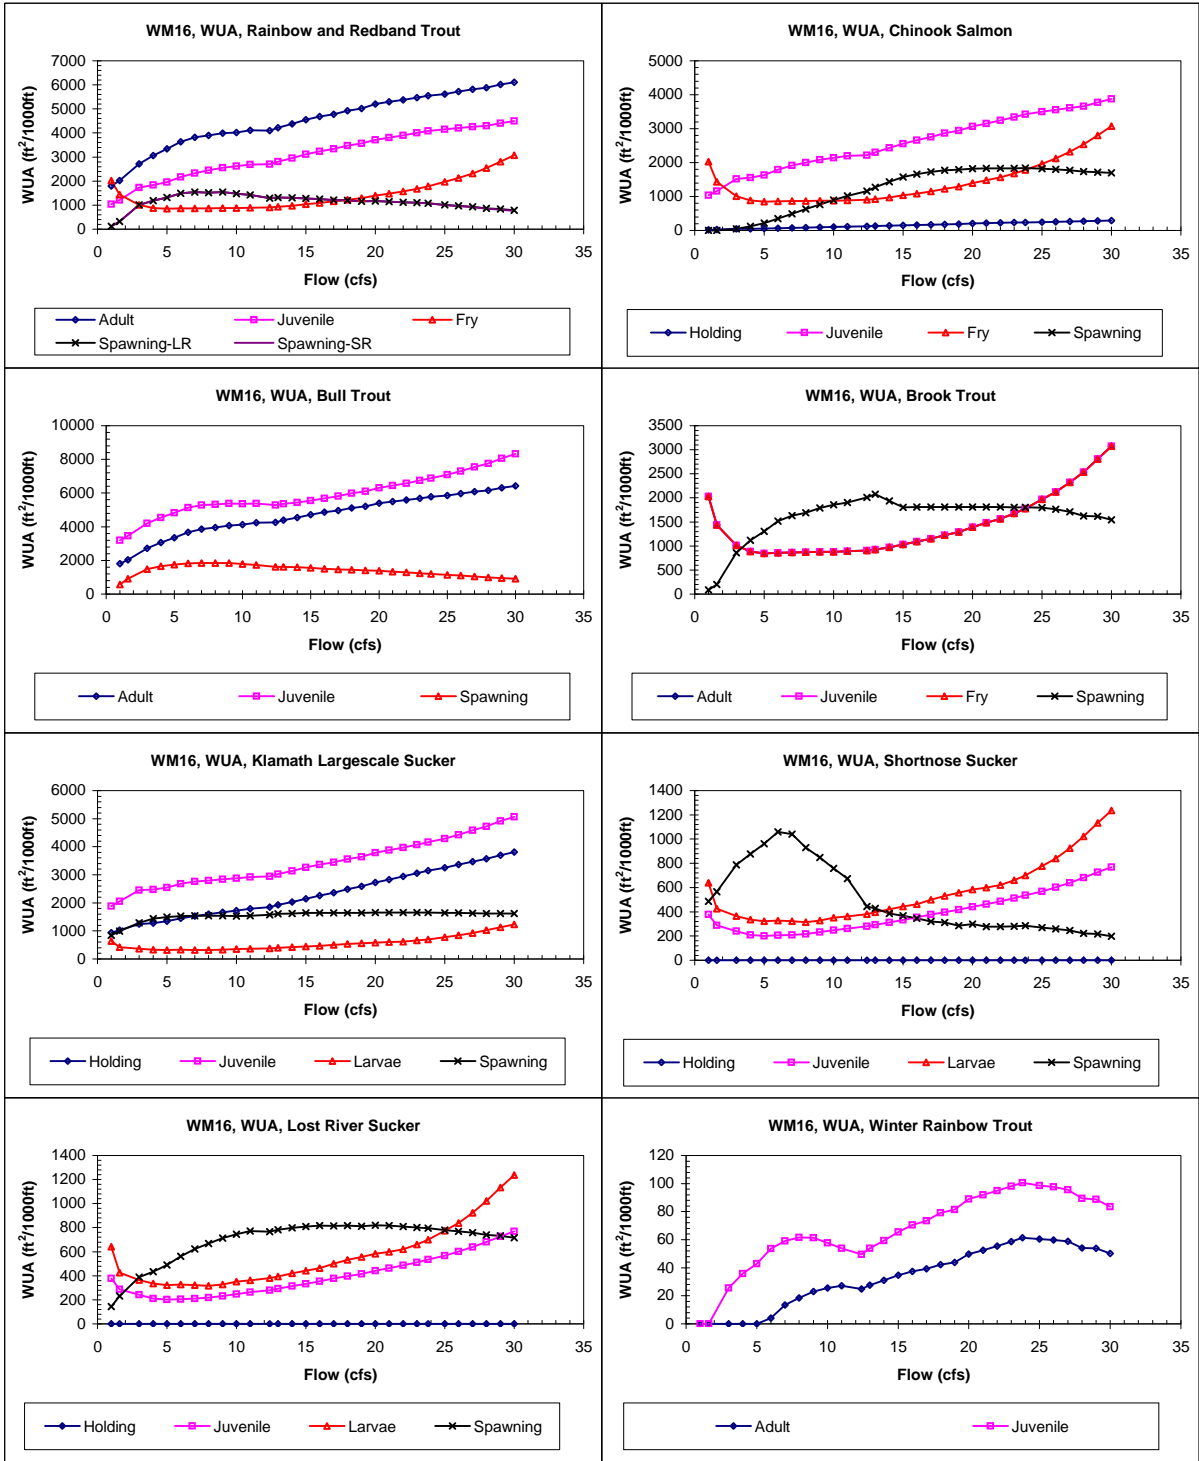 WM16, WUA, Rainbow and Redband Trout
WUA (ft²/1000ft)
7000
6000
5000
4000
3000
2000
1000
0
0 5 10 15 20 25 30 35
Flow (cfs)
Adult Juvenile Fry
Spawning-LR Spawning-SR
WM16, WUA, Chinook Salmon
WUA (ft²/1000ft)
5000
4000
3000
2000
1000
0
0 5 10 15 20 25 30 35
Flow (cfs)
Holding Juvenile Fry Spawning
WM16, WUA, Bull Trout
WUA (ft²/1000ft)
10000
8000
6000
4000
2000
0
0 5 10 15 20 25 30 35
Flow (cfs)
Adult Juvenile Spawning
WM16, WUA, Brook Trout
WUA (ft²/1000ft)
3500
3000
2500
2000
1500
1000
500
0
0 5 10 15 20 25 30 35
Flow (cfs)
Adult Juvenile Fry Spawning
WM16, WUA, Klamath Largescale Sucker
WUA (ft²/1000ft)
6000
5000
4000
3000
2000
1000
0
0 5 10 15 20 25 30 35
Flow (cfs)
Holding Juvenile Larvae Spawning
WM16, WUA, Shortnose Sucker
WUA (ft²/1000ft)
1400
1200
1000
800
600
400
200
0
0 5 10 15 20 25 30 35
Flow (cfs)
Holding Juvenile Larvae Spawning
WM16, WUA, Lost River Sucker
WUA (ft²/1000ft)
1400
1200
1000
800
600
400
200
0
0 5 10 15 20 25 30 35
Flow (cfs)
Holding Juvenile Larvae Spawning
WM16, WUA, Winter Rainbow Trout
WUA (ft²/1000ft)
120
100
80
60
40
20
0
0 5 10 15 20 25 30 35
Flow (cfs)
Adult Juvenile